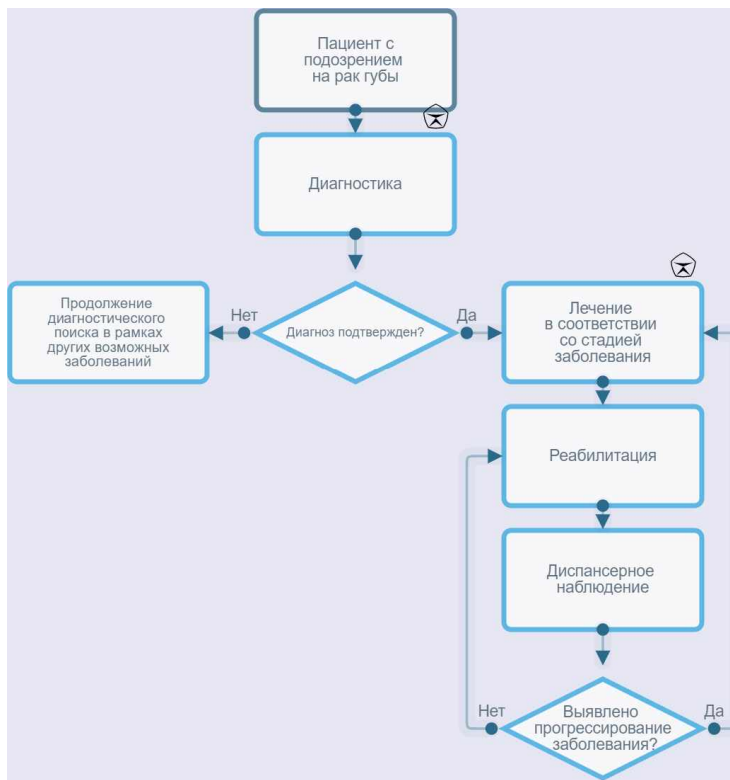 Пациент с
подозрением
на рак губы
Диагностика
Продолжение
диагностического
поиска в рамках
других возможных
заболеваний
Нет
Диагноз подтвержден?
Да
Лечение
в соответствии
со стадией
заболевания
Реабилитация
Диспансерное
наблюдение
Нет
Выявлено
прогрессирование
заболевания?
Да